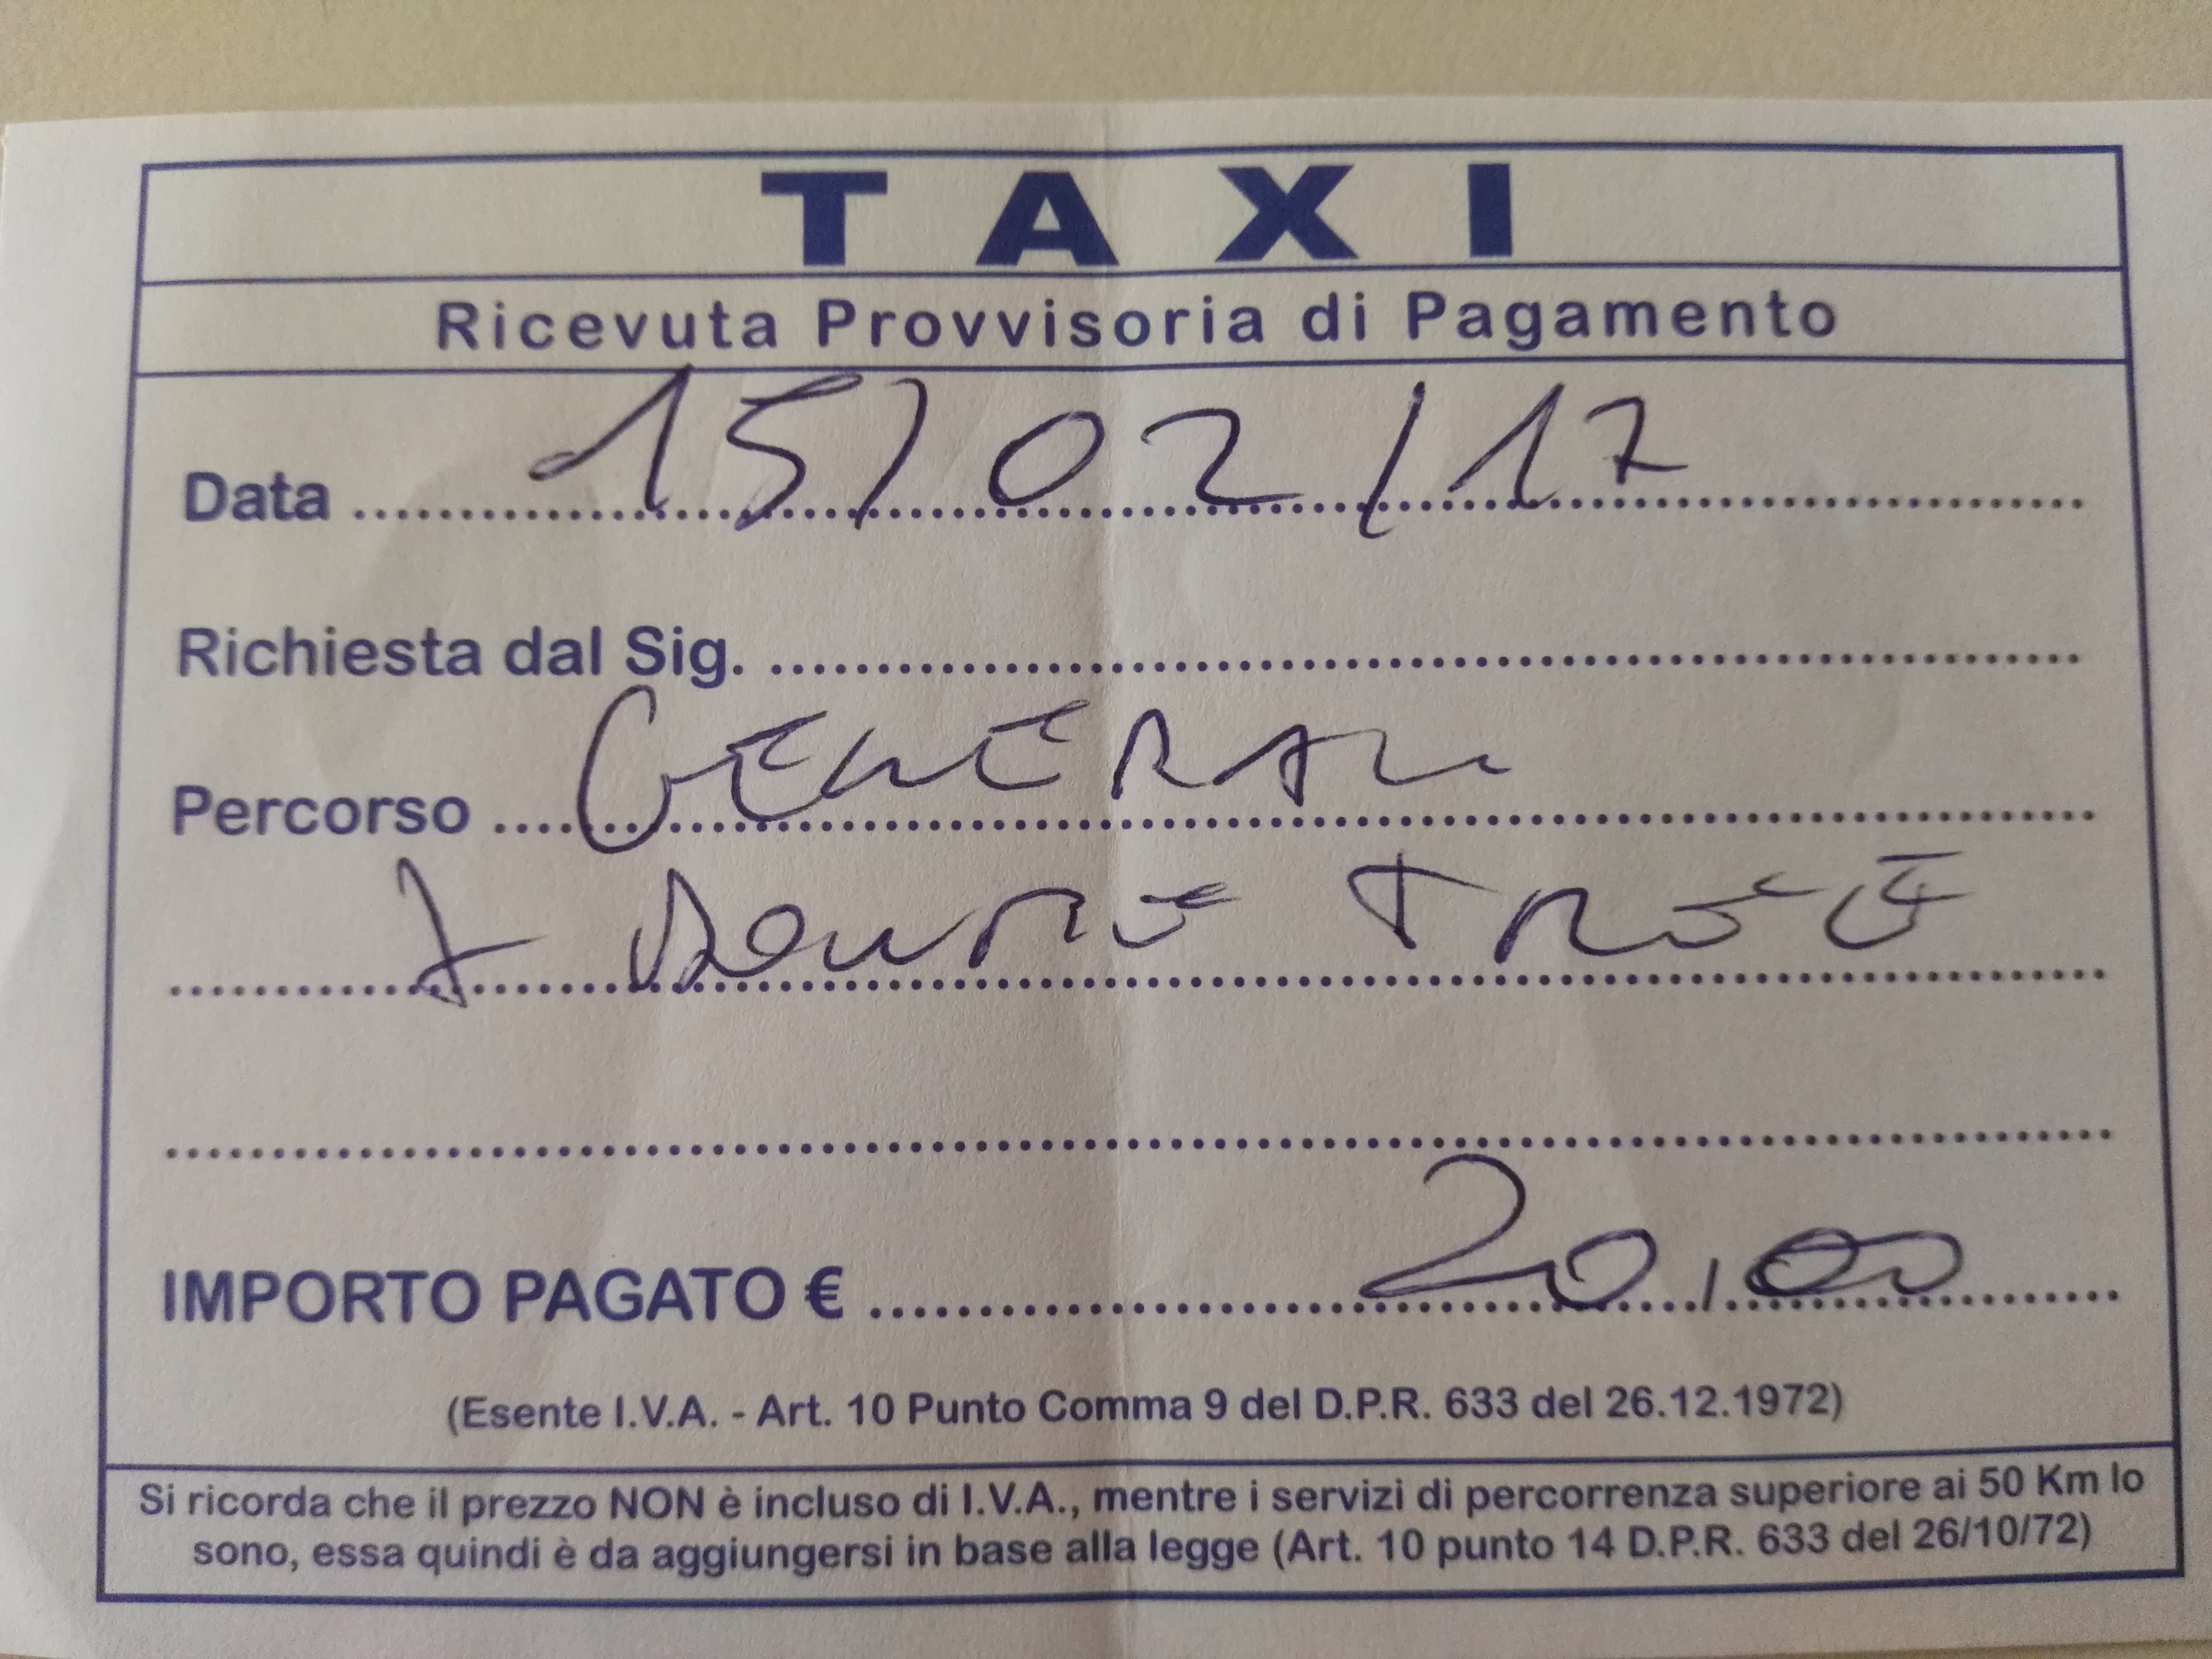 TAXI
Ricevuta Provvisoria di Pagamento
Data 15/02/17
Richiesta dal Sig.
Percorso GENERALI
IMPORTO PAGATO € 20,00
(Esente I.V.A. - Art. 10 Punto Comma 9 del D.P.R. 633 del 26.12.1972)
Si ricorda che il prezzo NON è incluso di I.V.A., mentre i servizi di percorrenza superiore ai 50 Km lo
sono, essa quindi è da aggiungersi in base alla legge (Art. 10 punto 14 D.P.R. 633 del 26/10/72)